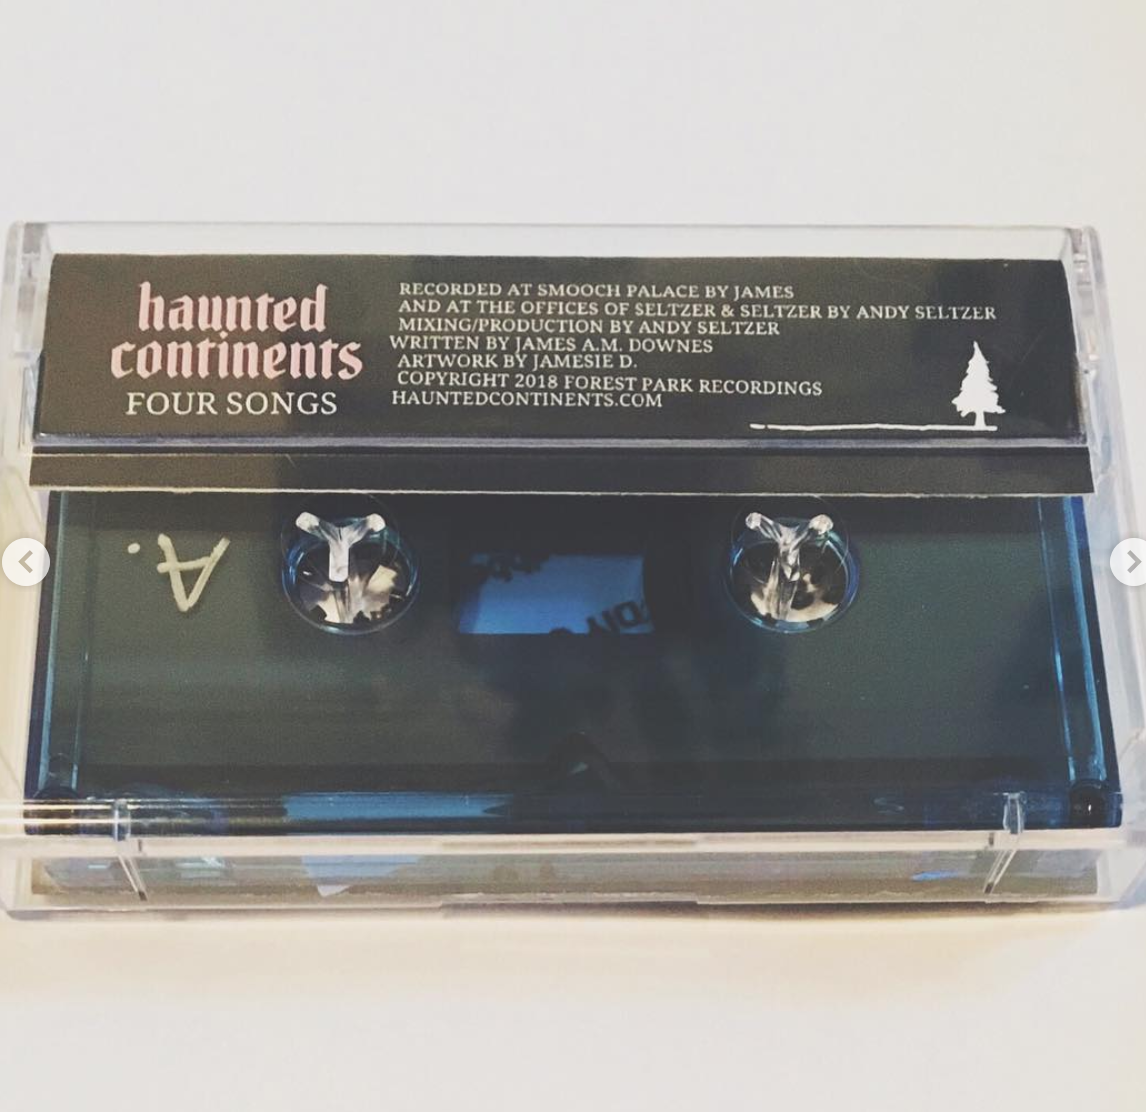 haunted
continents
FOUR SONGS
RECORDED AT SMOOCH PALACE BY JAMES
AND AT THE OFFICES OF SELTZER & SELTZER BY ANDY SELTZER
MIXING/PRODUCTION BY ANDY SELTZER
WRITTEN BY JAMES A.M. DOWNES
ARTWORK BY JAMESIE D.
COPYRIGHT 2018 FOREST PARK RECORDINGS
HAUNTEDCONTINENTS.COM
A.